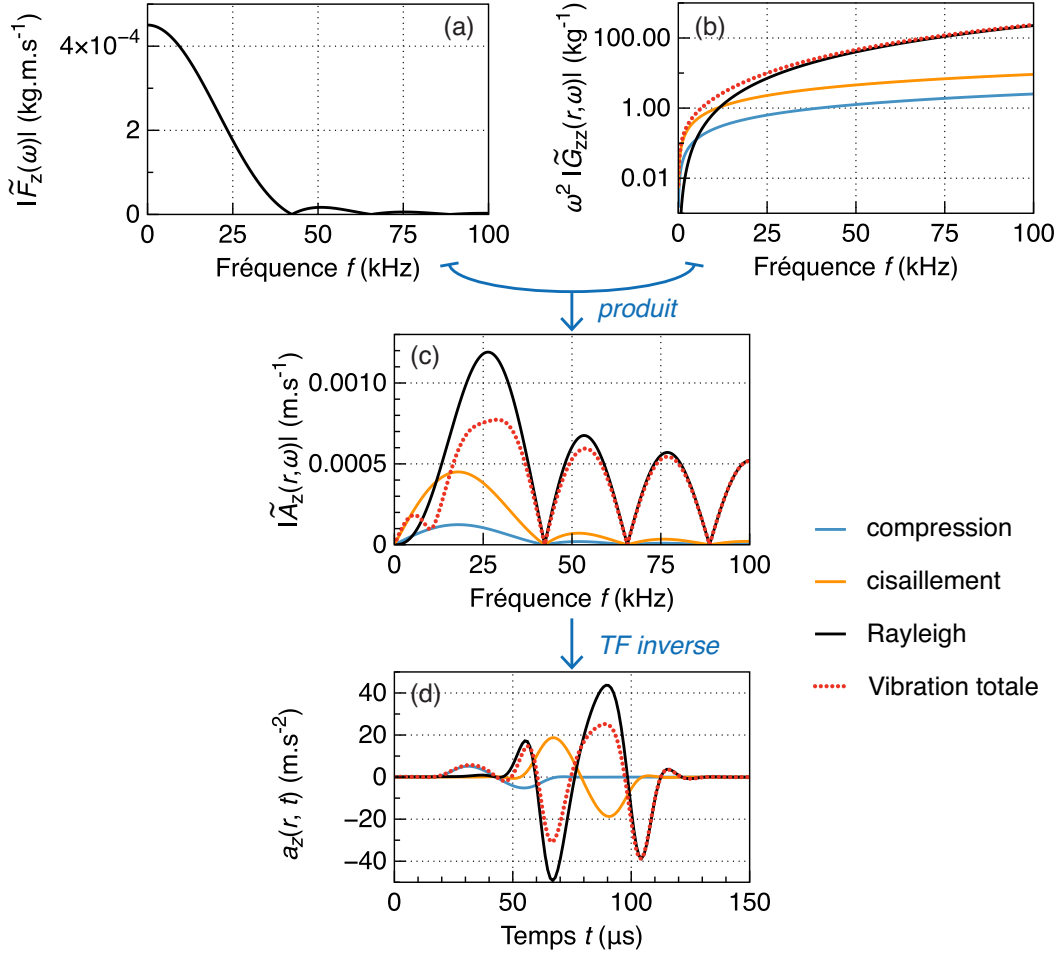 (a)
4×10⁻⁴
2
0
0 25 50 75 100
|F̃z(ω)| (kg.m.s⁻¹)
Fréquence f (kHz)
(b)
100.00
1.00
0.01
0 25 50 75 100
ω² |G̃zz(r,ω)| (kg⁻¹)
Fréquence f (kHz)
produit
(c)
0.0010
0.0005
0
0 25 50 75 100
|Ãz(r,ω)| (m.s⁻¹)
Fréquence f (kHz)
TF inverse
(d)
40
20
0
−20
−40
0 50 100 150
az(r, t) (m.s⁻²)
Temps t (µs)
compression
cisaillement
Rayleigh
Vibration totale